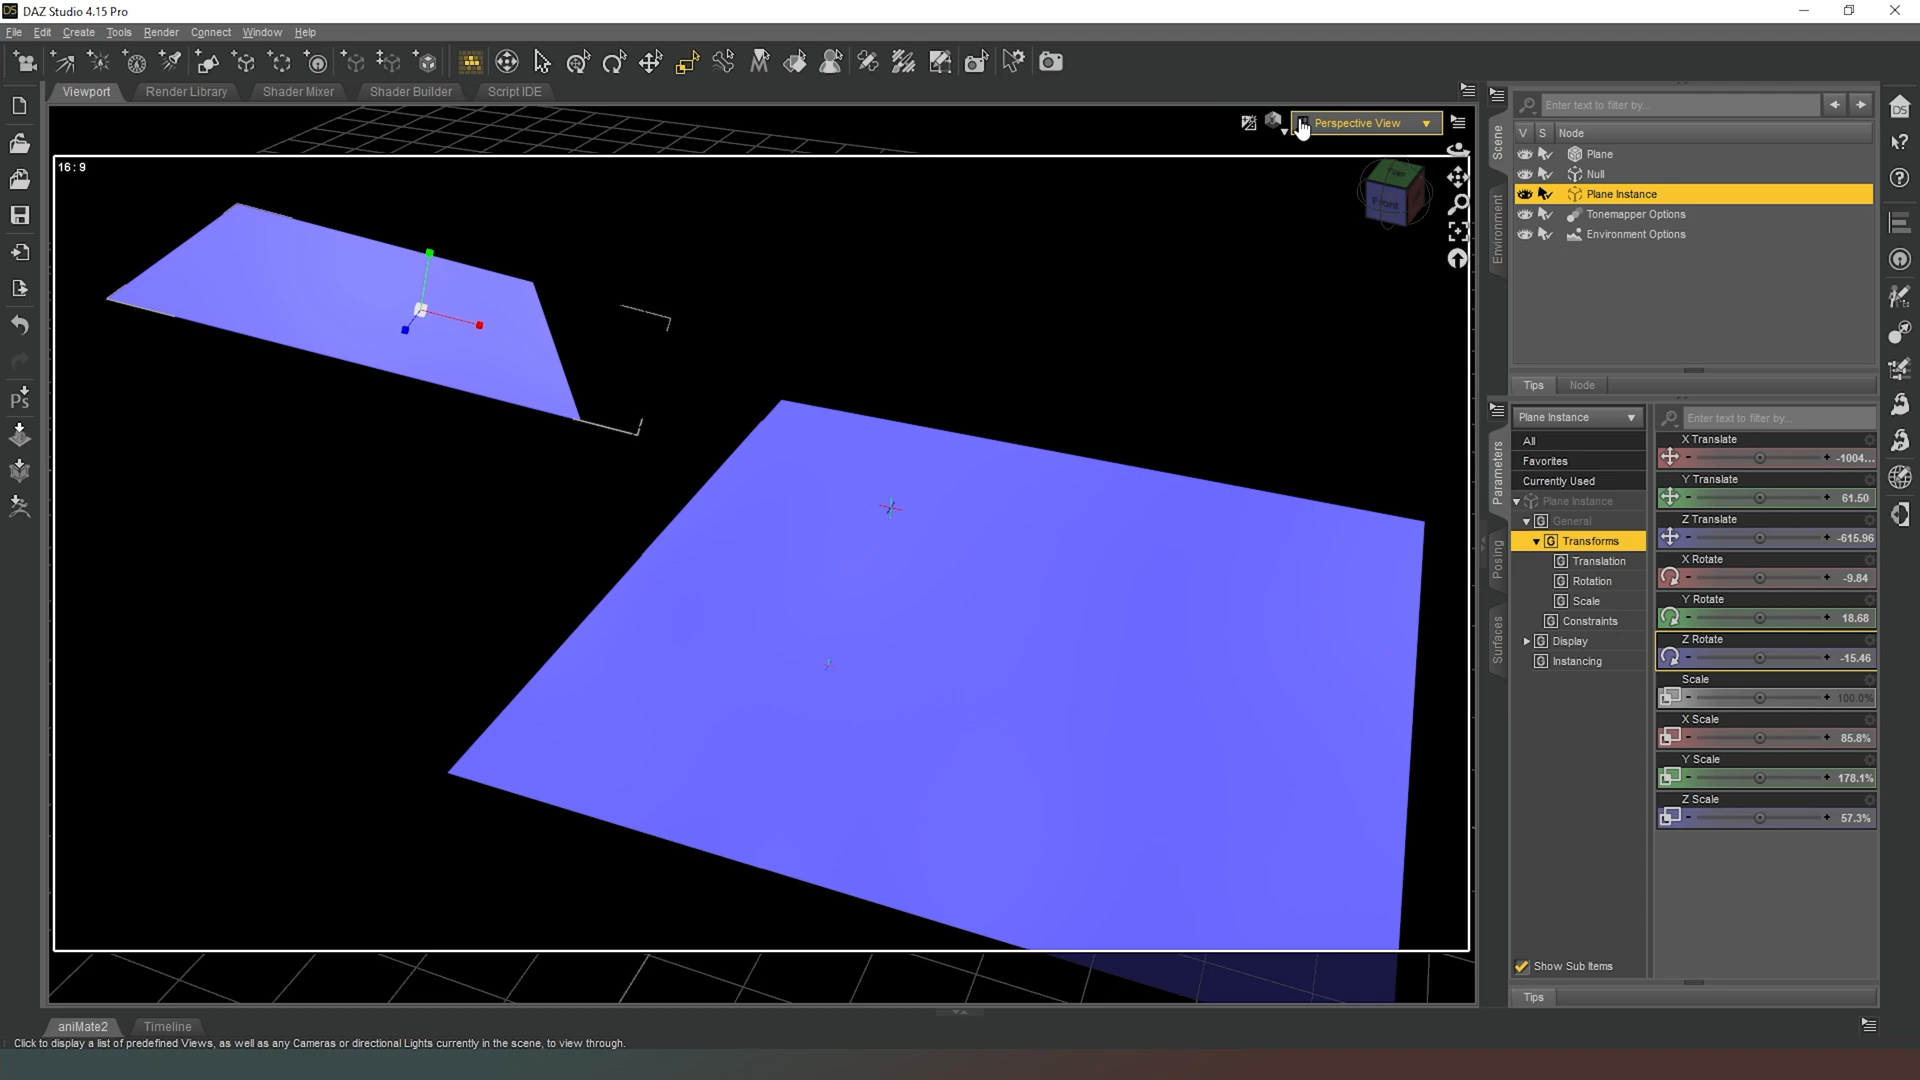 DAZ Studio 4.15 Pro
File Edit Create Tools Render Connect Window Help
Viewport Render Library Shader Mixer Shader Builder Script IDE
16 : 9
Perspective View
Top
Front
Scene
Environment
Enter text to filter by...
V S Node
Plane
Null
Plane Instance
Tonemapper Options
Environment Options
Tips Node
Parameters
Posing
Surfaces
Plane Instance
All
Favorites
Currently Used
Plane Instance
G General
G Transforms
G Translation
G Rotation
G Scale
G Constraints
G Display
G Instancing
Show Sub Items
Enter text to filter by...
X Translate
- + -1004...
Y Translate
- + 61.50
Z Translate
- + -615.96
X Rotate
- + -9.84
Y Rotate
- + 18.68
Z Rotate
- + -15.46
Scale
- + 100.0%
X Scale
- + 85.8%
Y Scale
- + 178.1%
Z Scale
- + 57.3%
Tips
Ps
DS
aniMate2 Timeline
Click to display a list of predefined Views, as well as any Cameras or directional Lights currently in the scene, to view through.